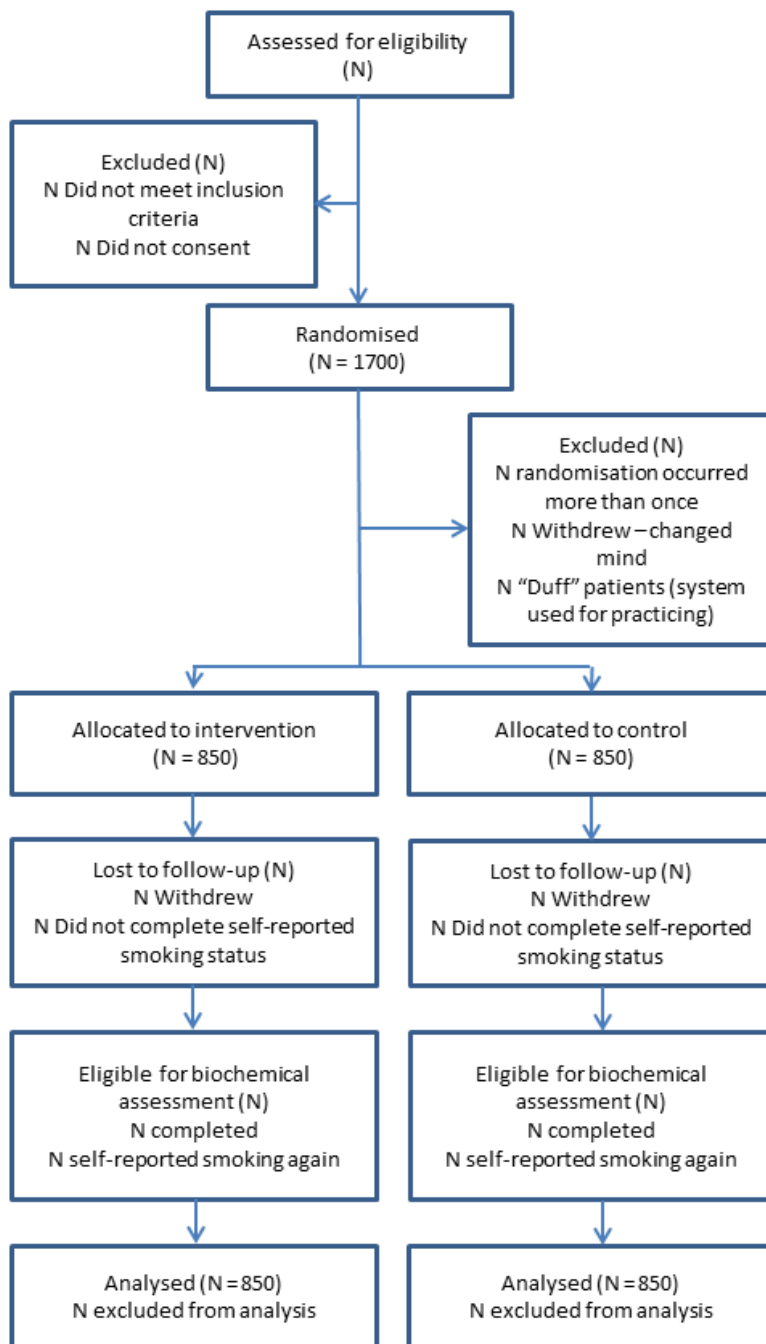 Assessed for eligibility
(N)
Excluded (N)
N Did not meet inclusion
criteria
N Did not consent
Randomised
(N = 1700)
Excluded (N)
N randomisation occurred
more than once
N Withdrew – changed
mind
N “Duff” patients (system
used for practicing)
Allocated to intervention
(N = 850)
Allocated to control
(N = 850)
Lost to follow-up (N)
N Withdrew
N Did not complete self-reported
smoking status
Lost to follow-up (N)
N Withdrew
N Did not complete self-reported
smoking status
Eligible for biochemical
assessment (N)
N completed
N self-reported smoking again
Eligible for biochemical
assessment (N)
N completed
N self-reported smoking again
Analysed (N = 850)
N excluded from analysis
Analysed (N = 850)
N excluded from analysis